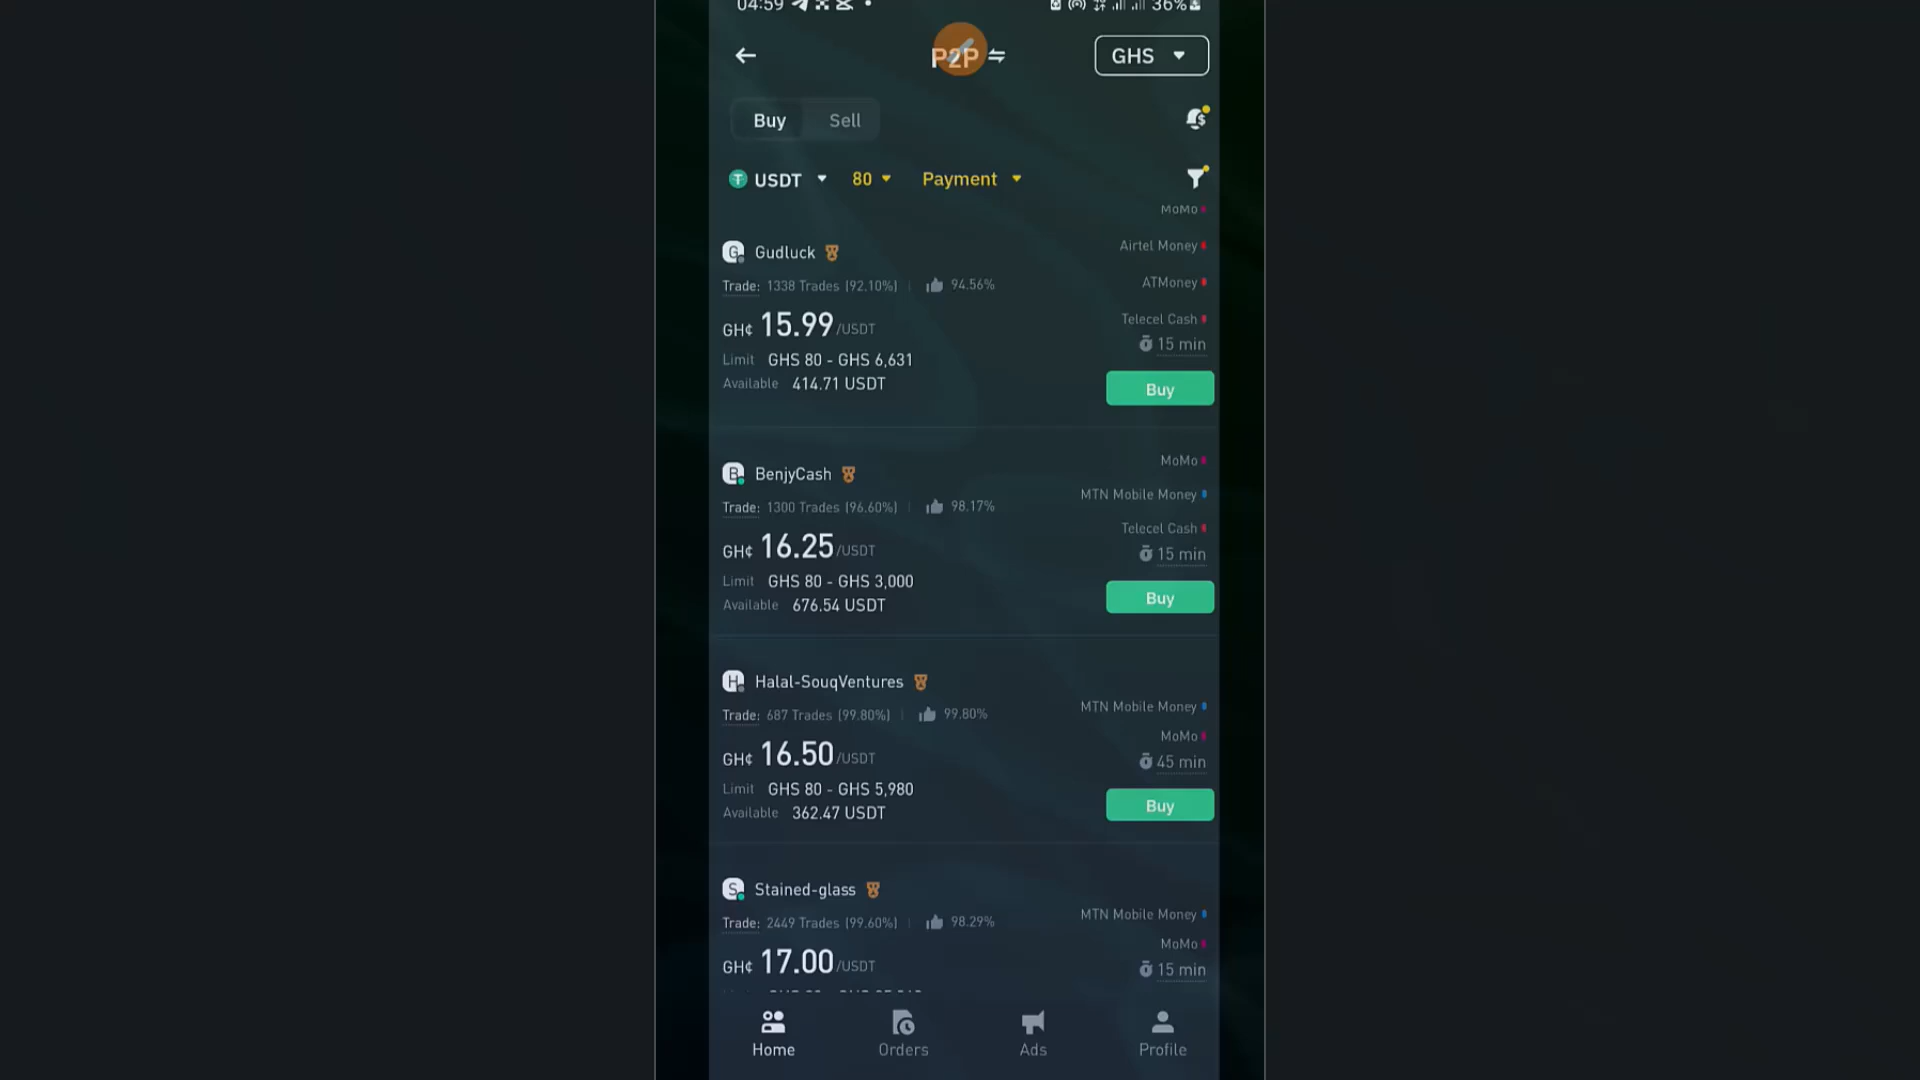 04:59 36%
P2P GHS
Buy Sell
USDT 80 Payment
MoMo
Gudluck Airtel Money
Trade: 1338 Trades (92.10%) 94.56% ATMoney
GH¢ 15.99 /USDT Telecel Cash
15 min
Limit GHS 80 - GHS 6,631
Available 414.71 USDT Buy
MoMo
BenjyCash MTN Mobile Money
Trade: 1300 Trades (96.60%) 98.17%
Telecel Cash
GH¢ 16.25 /USDT 15 min
Limit GHS 80 - GHS 3,000
Available 676.54 USDT Buy
Halal-SouqVentures
Trade: 687 Trades (99.80%) 99.80% MTN Mobile Money
MoMo
GH¢ 16.50 /USDT 45 min
Limit GHS 80 - GHS 5,980
Available 362.47 USDT Buy
Stained-glass
Trade: 2449 Trades (99.60%) 98.29% MTN Mobile Money
MoMo
GH¢ 17.00 /USDT 15 min
Home Orders Ads Profile